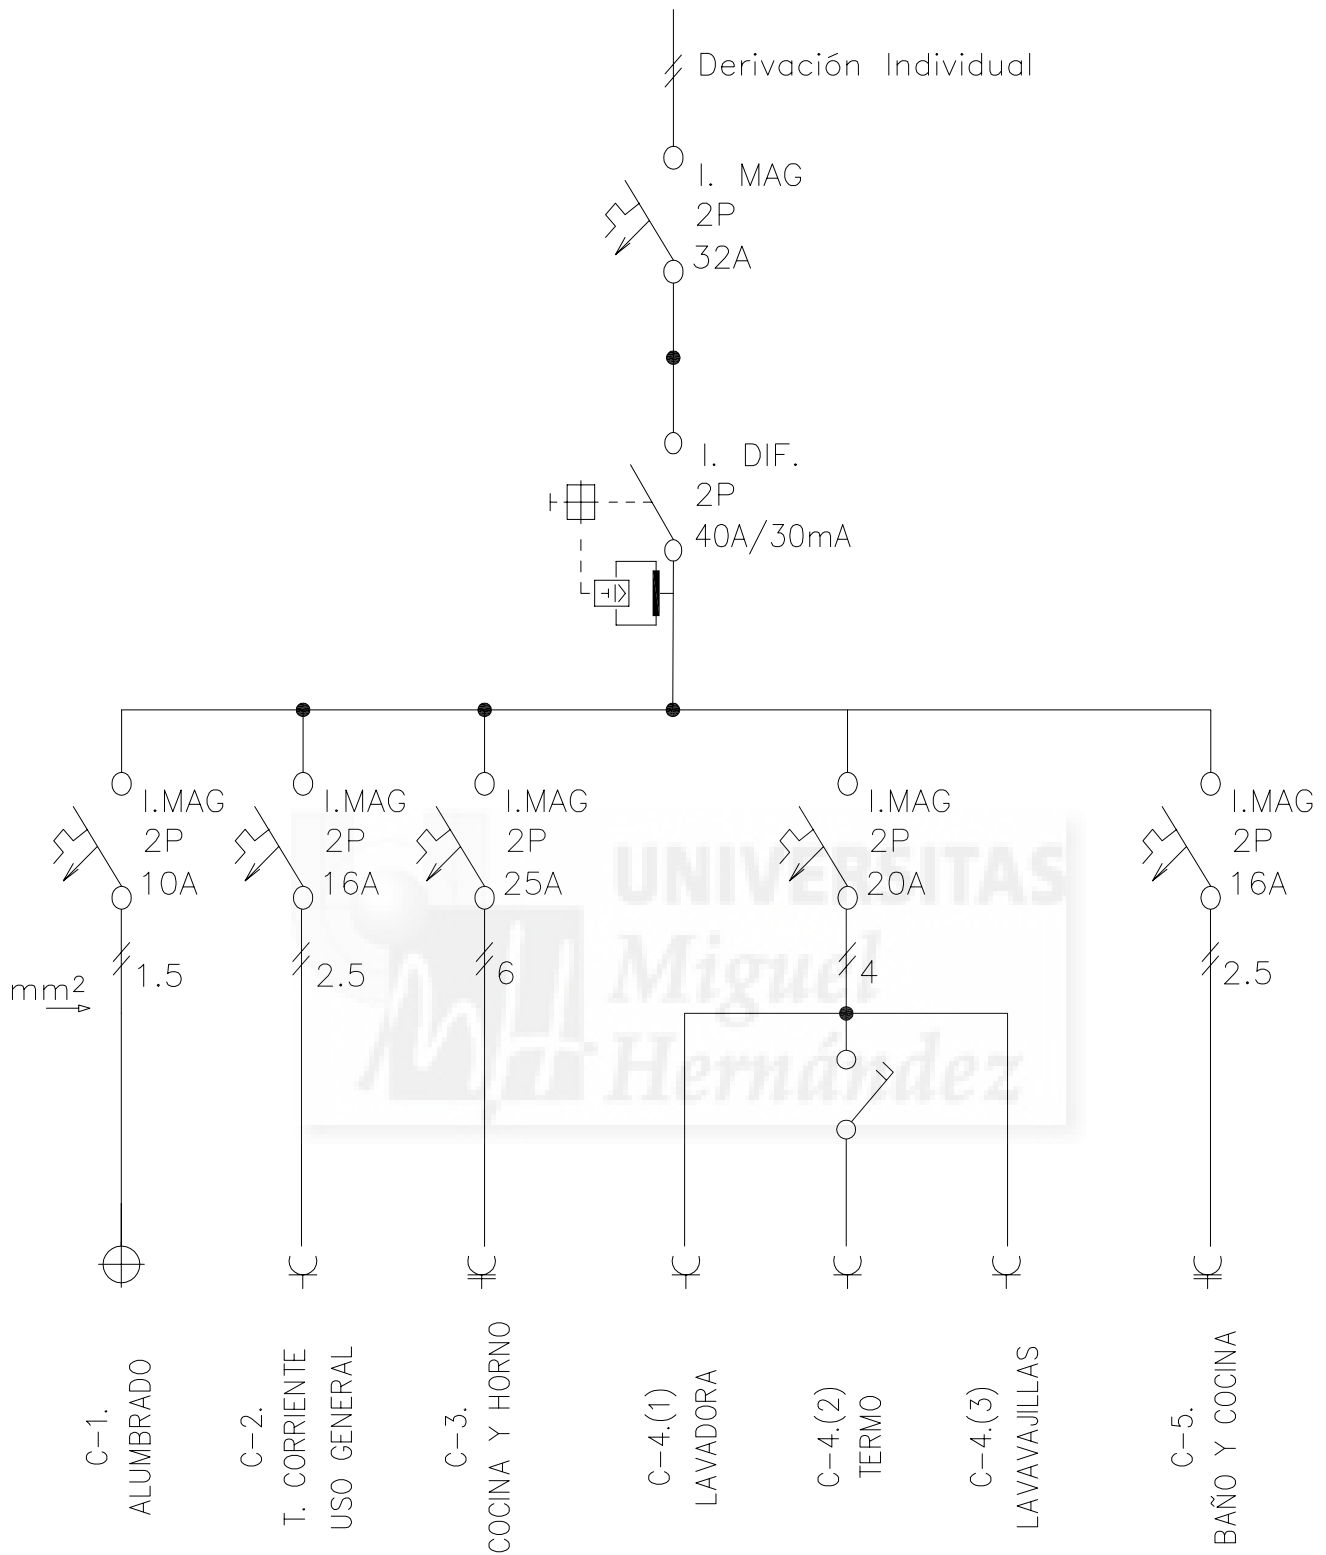 Derivación Individual
I. MAG
2P
32A
I. DIF.
2P
40A/30mA
I.MAG
2P
10A
I.MAG
2P
16A
I.MAG
2P
25A
I.MAG
2P
20A
I.MAG
2P
16A
mm²
1.5
2.5
6
4
2.5
UNIVERSITAS
Miguel
Hernández
C-1.
ALUMBRADO
C-2.
T. CORRIENTE
USO GENERAL
C-3.
COCINA Y HORNO
C-4.(1)
LAVADORA
C-4.(2)
TERMO
C-4.(3)
LAVAVAJILLAS
C-5.
BAÑO Y COCINA